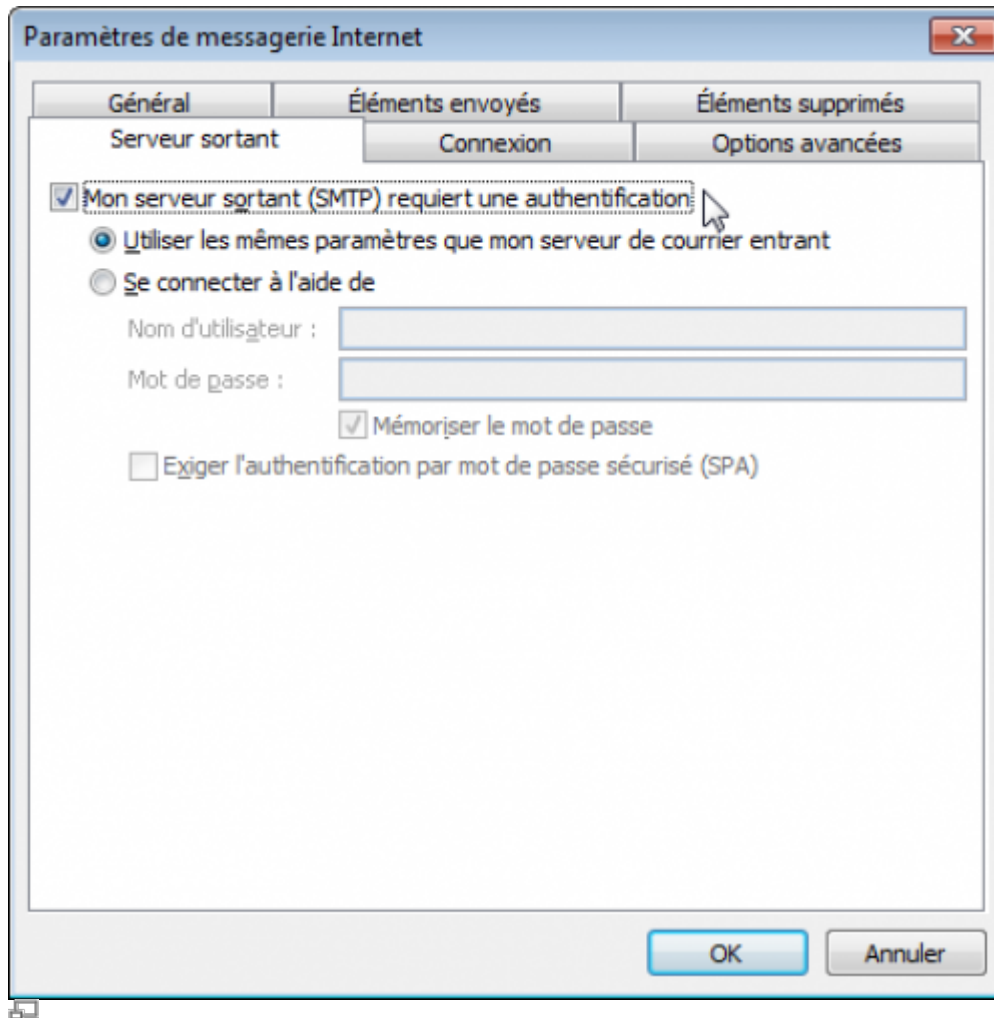 Paramètres de messagerie Internet
Général
Éléments envoyés
Éléments supprimés
Serveur sortant
Connexion
Options avancées
Mon serveur sortant (SMTP) requiert une authentification
Utiliser les mêmes paramètres que mon serveur de courrier entrant
Se connecter à l'aide de
Nom d'utilisateur :
Mot de passe :
Mémoriser le mot de passe
Exiger l'authentification par mot de passe sécurisé (SPA)
OK
Annuler